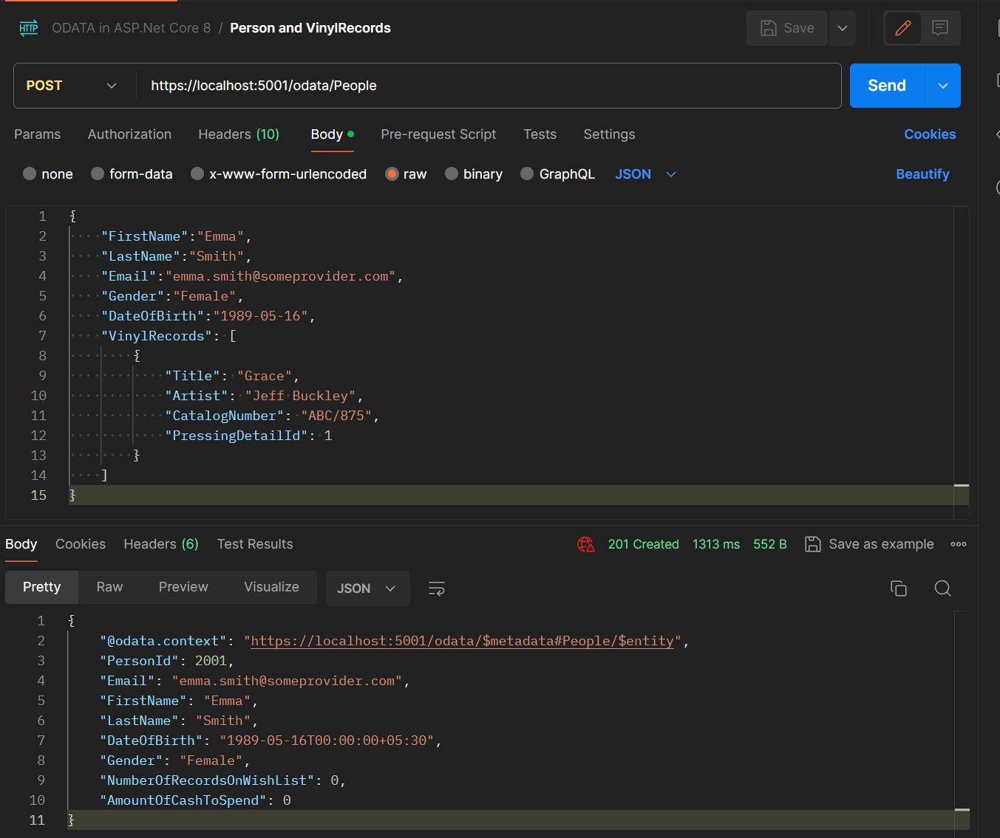 HTTP ODATA in ASP.Net Core 8 / Person and VinylRecords Save
POST https://localhost:5001/odata/People Send
Params Authorization Headers (10) Body Pre-request Script Tests Settings Cookies
none form-data x-www-form-urlencoded raw binary GraphQL JSON Beautify
1 {
2 "FirstName":"Emma",
3 "LastName":"Smith",
4 "Email":"emma.smith@someprovider.com",
5 "Gender":"Female",
6 "DateOfBirth":"1989-05-16",
7 "VinylRecords": [
8 {
9 "Title": "Grace",
10 "Artist": "Jeff Buckley",
11 "CatalogNumber": "ABC/875",
12 "PressingDetailId": 1
13 }
14 ]
15 }
Body Cookies Headers (6) Test Results 201 Created 1313 ms 552 B Save as example
Pretty Raw Preview Visualize JSON
1 {
2 "@odata.context": "https://localhost:5001/odata/$metadata#People/$entity",
3 "PersonId": 2001,
4 "Email": "emma.smith@someprovider.com",
5 "FirstName": "Emma",
6 "LastName": "Smith",
7 "DateOfBirth": "1989-05-16T00:00:00+05:30",
8 "Gender": "Female",
9 "NumberOfRecordsOnWishList": 0,
10 "AmountOfCashToSpend": 0
11 }